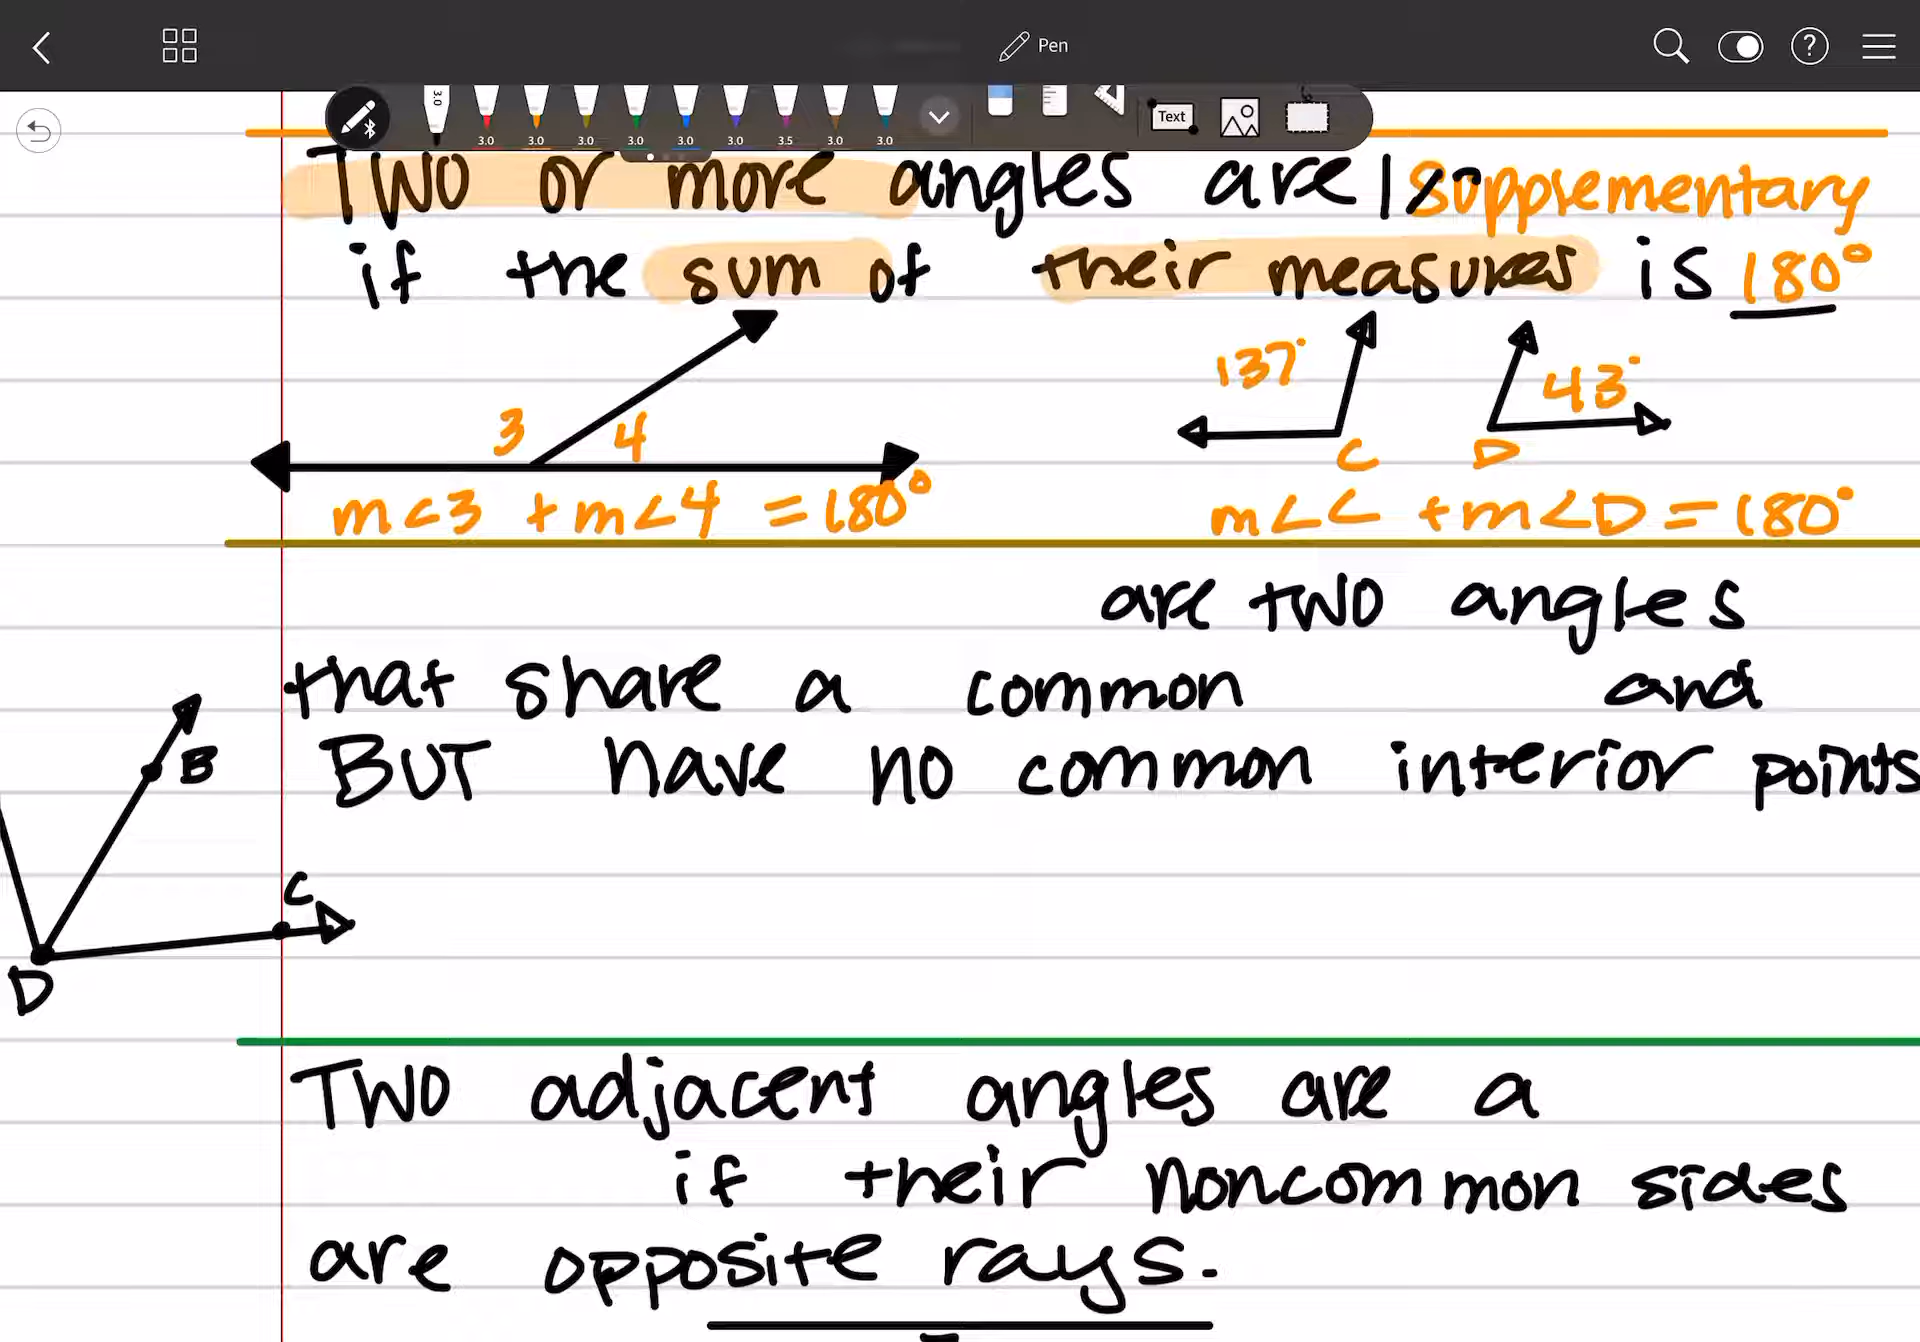 Pen
3.0 3.0 3.0 3.0 3.0 3.0 3.0 3.5 3.0 3.0
Text
Two or more angles are supplementary
if the sum of their measures is 180°
3 4
137° C
D 43°
m<3 + m<4 = 180°
m<C + m<D = 180°
are two angles
that share a common and
BUT have no common interior points
B
C
D
Two adjacent angles are a
if their noncommon sides
are opposite rays.